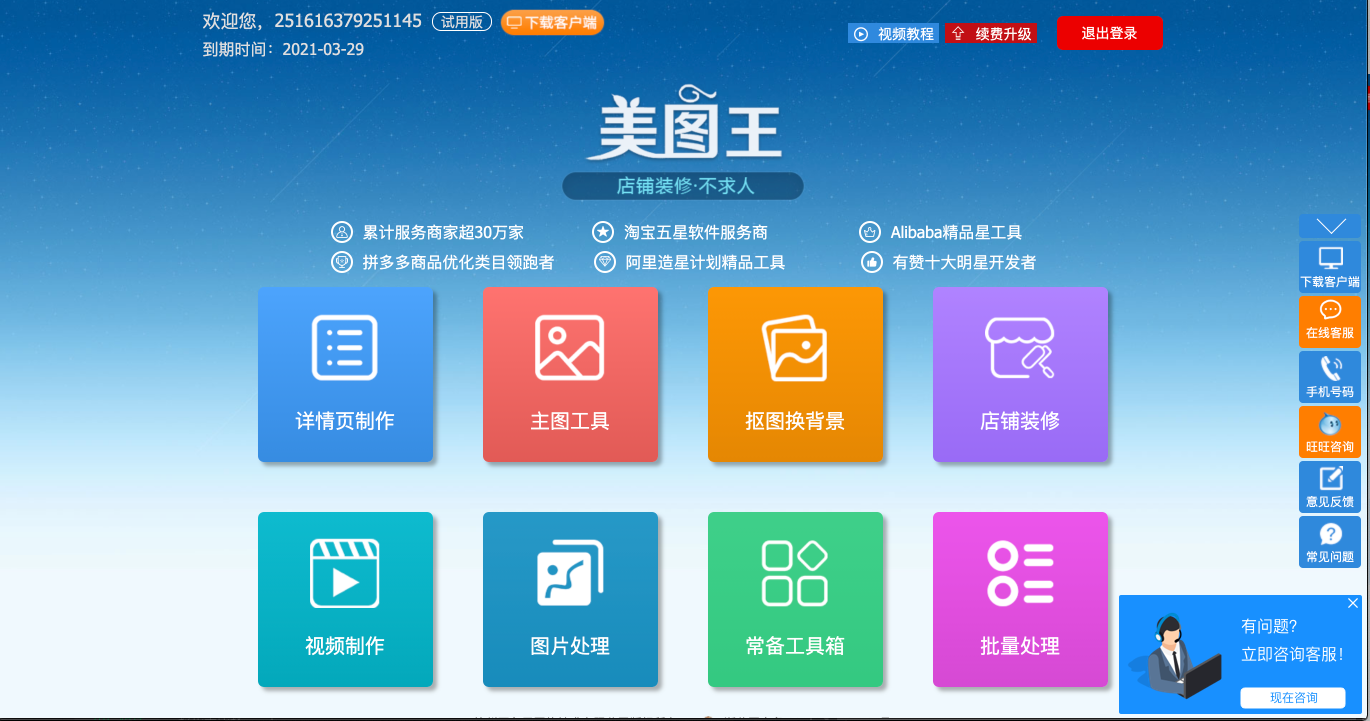 欢迎您，251616379251145 试用版 下载客户端
到期时间：2021-03-29
视频教程 续费升级 退出登录
美图王
店铺装修·不求人
累计服务商家超30万家 淘宝五星软件服务商 Alibaba精品星工具
拼多多商品优化类目领跑者 阿里造星计划精品工具 有赞十大明星开发者
详情页制作 主图工具 抠图换背景 店铺装修
视频制作 图片处理 常备工具箱 批量处理
下载客户端
在线客服
手机号码
旺旺咨询
意见反馈
常见问题
有问题？
立即咨询客服！
现在咨询